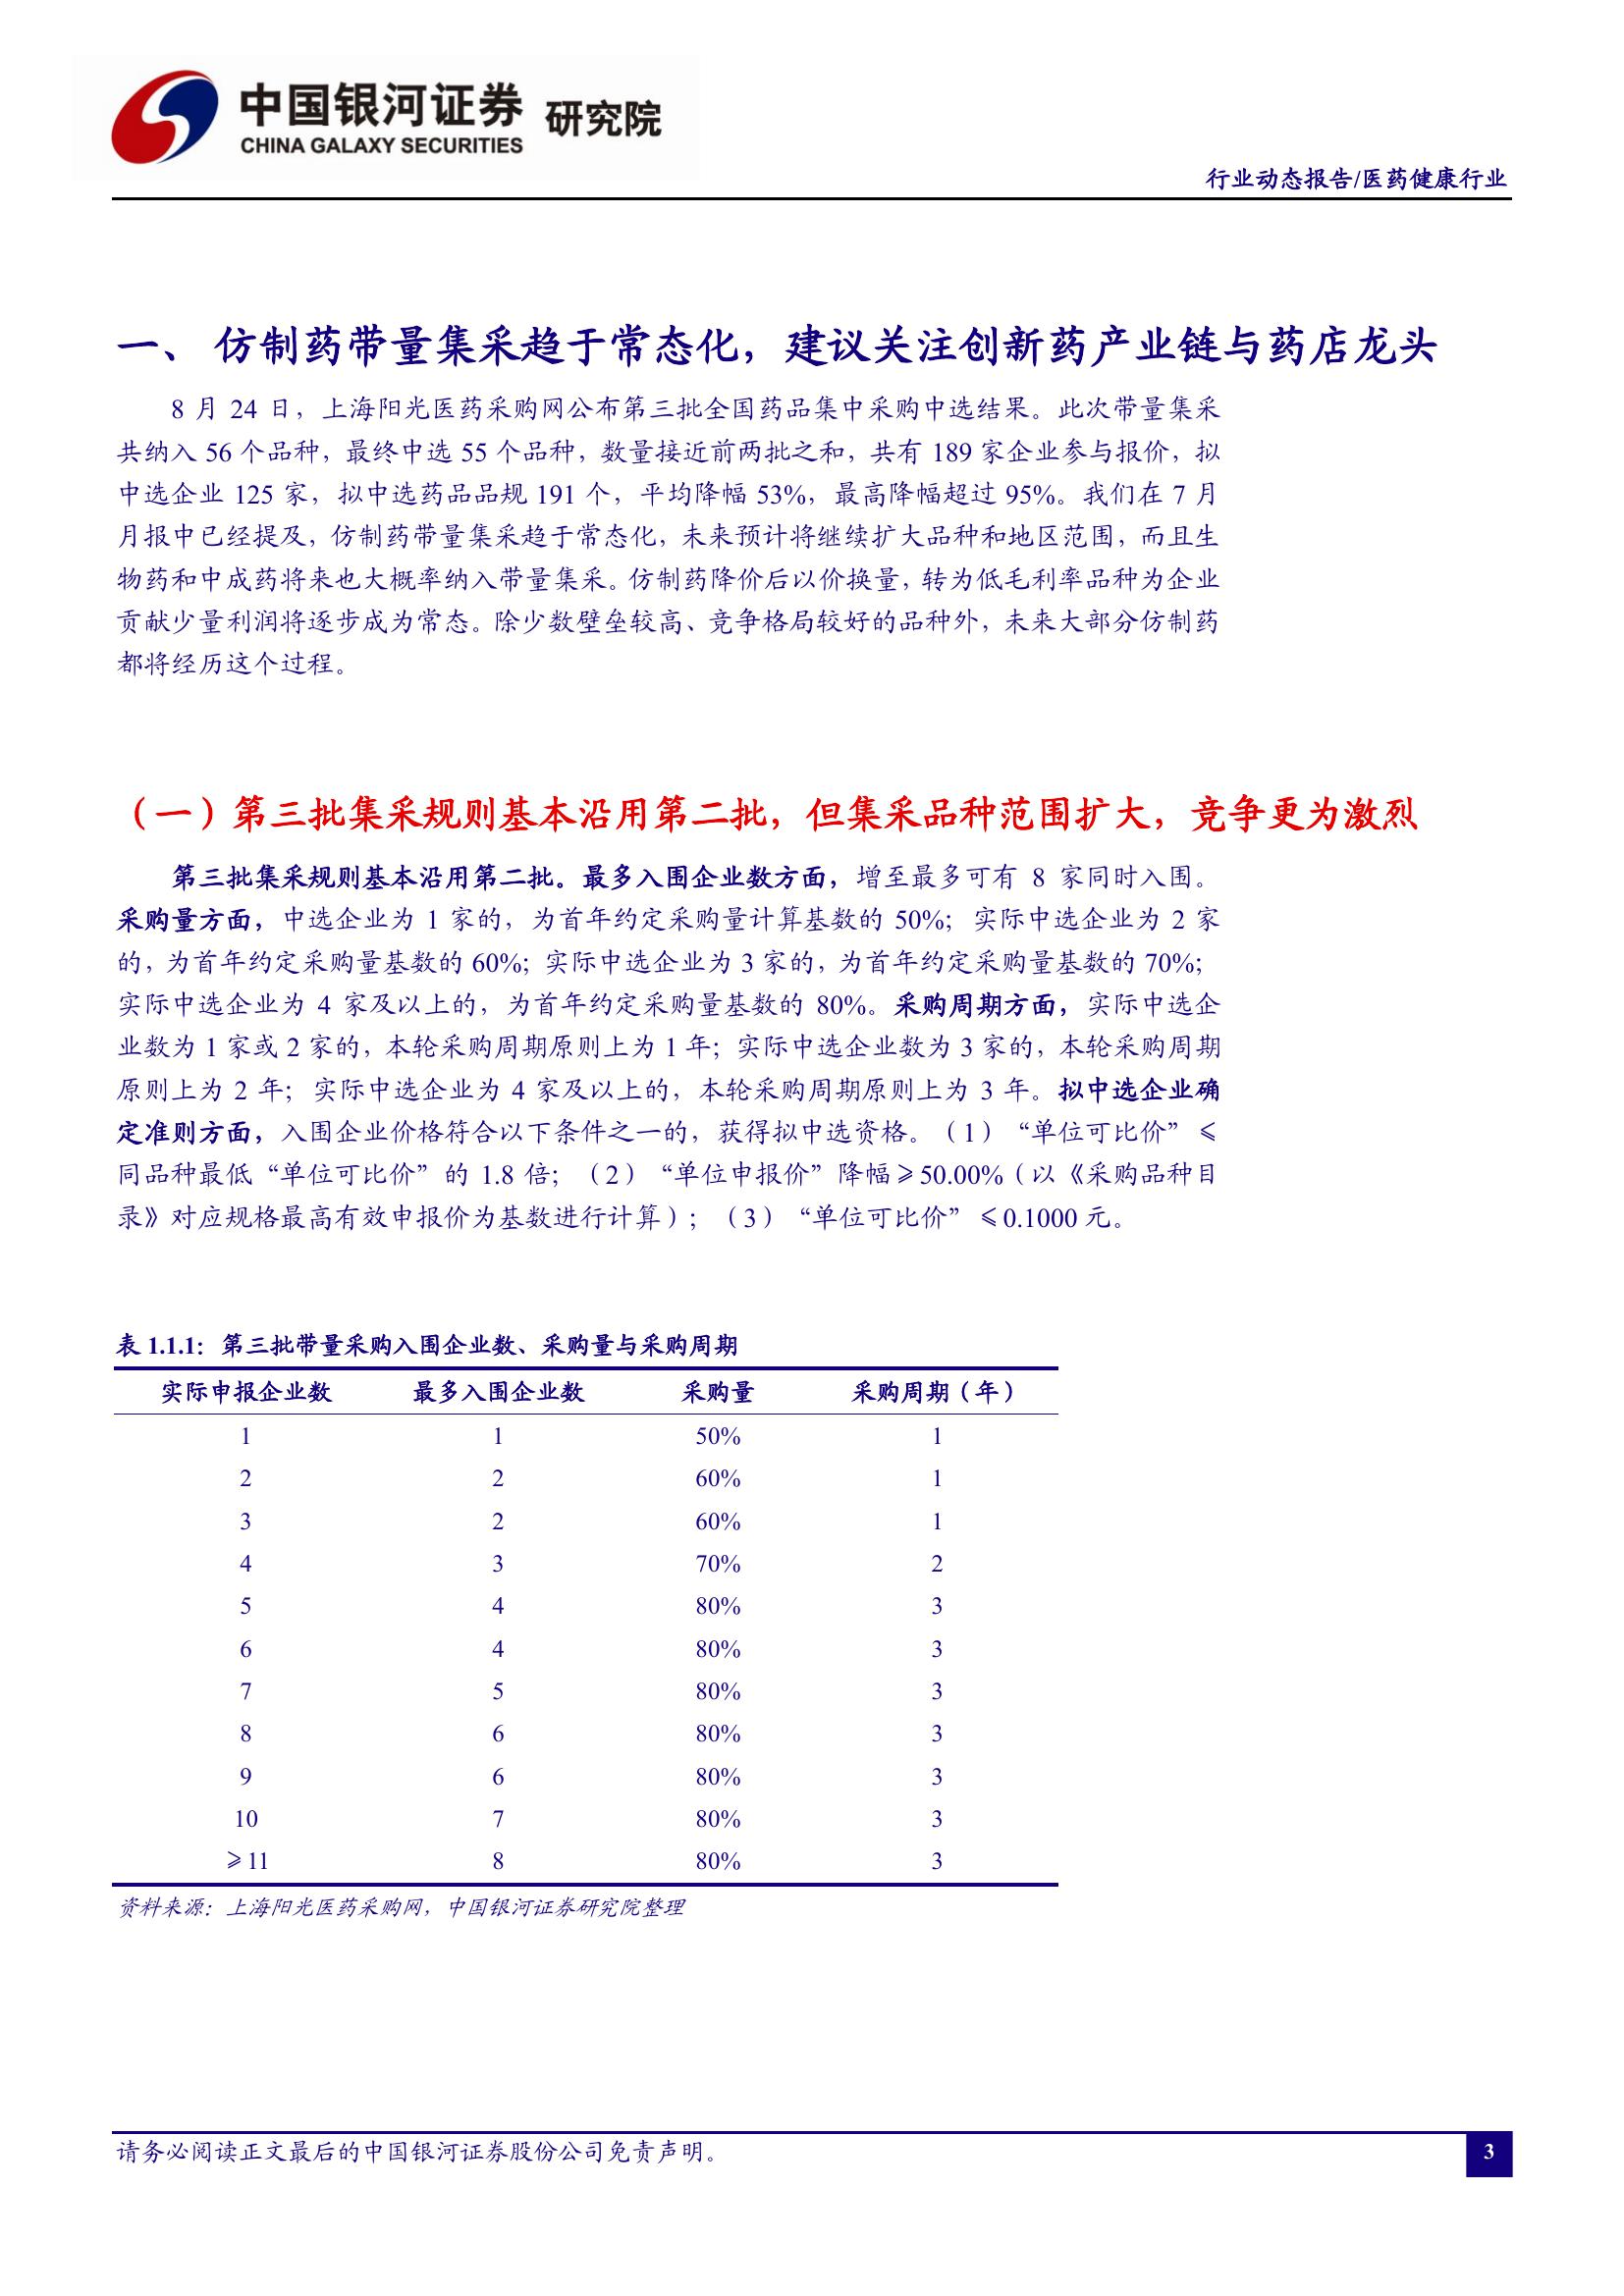 中国银河证券 研究院
CHINA GALAXY SECURITIES
行业动态报告/医药健康行业
一、 仿制药带量集采趋于常态化，建议关注创新药产业链与药店龙头
8 月 24 日，上海阳光医药采购网公布第三批全国药品集中采购中选结果。此次带量集采
共纳入 56 个品种，最终中选 55 个品种，数量接近前两批之和，共有 189 家企业参与报价，拟
中选企业 125 家，拟中选药品品规 191 个，平均降幅 53%，最高降幅超过 95%。我们在 7 月
月报中已经提及，仿制药带量集采趋于常态化，未来预计将继续扩大品种和地区范围，而且生
物药和中成药将来也大概率纳入带量集采。仿制药降价后以价换量，转为低毛利率品种为企业
贡献少量利润将逐步成为常态。除少数壁垒较高、竞争格局较好的品种外，未来大部分仿制药
都将经历这个过程。
（一）第三批集采规则基本沿用第二批，但集采品种范围扩大，竞争更为激烈
第三批集采规则基本沿用第二批。最多入围企业数方面，增至最多可有 8 家同时入围。
采购量方面，中选企业为 1 家的，为首年约定采购量计算基数的 50%；实际中选企业为 2 家
的，为首年约定采购量基数的 60%；实际中选企业为 3 家的，为首年约定采购量基数的 70%；
实际中选企业为 4 家及以上的，为首年约定采购量基数的 80%。采购周期方面，实际中选企
业数为 1 家或 2 家的，本轮采购周期原则上为 1 年；实际中选企业数为 3 家的，本轮采购周期
原则上为 2 年；实际中选企业为 4 家及以上的，本轮采购周期原则上为 3 年。拟中选企业确
定准则方面，入围企业价格符合以下条件之一的，获得拟中选资格。（1）“单位可比价”≤
同品种最低“单位可比价”的 1.8 倍；（2）“单位申报价”降幅≥50.00%（以《采购品种目
录》对应规格最高有效申报价为基数进行计算）；（3）“单位可比价”≤0.1000 元。
表 1.1.1：第三批带量采购入围企业数、采购量与采购周期
实际申报企业数 最多入围企业数 采购量 采购周期（年）
1 1 50% 1
2 2 60% 1
3 2 60% 1
4 3 70% 2
5 4 80% 3
6 4 80% 3
7 5 80% 3
8 6 80% 3
9 6 80% 3
10 7 80% 3
≥11 8 80% 3
资料来源：上海阳光医药采购网，中国银河证券研究院整理
请务必阅读正文最后的中国银河证券股份公司免责声明。
3